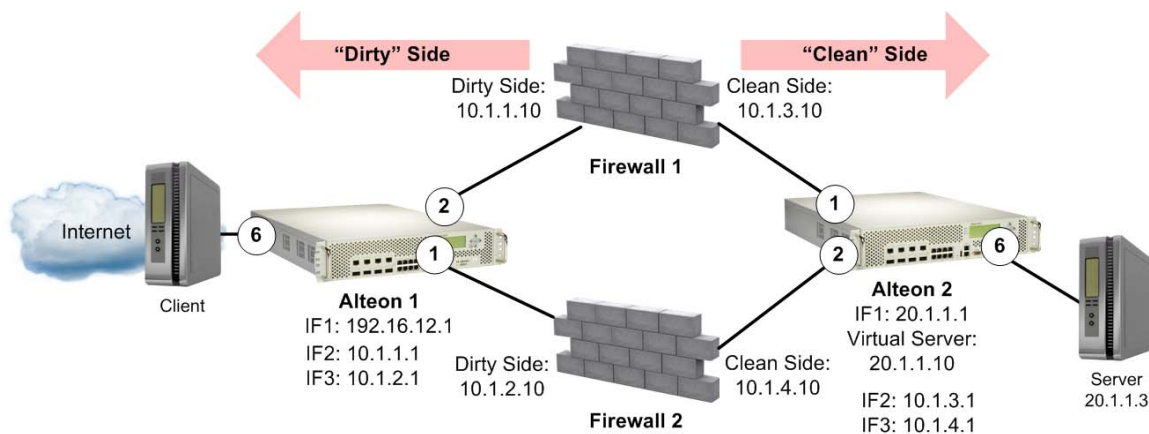 “Dirty” Side
“Clean” Side
Dirty Side:
10.1.1.10
Clean Side:
10.1.3.10
Firewall 1
Internet
Client
6
2
1
Alteon 1
IF1: 192.16.12.1
IF2: 10.1.1.1
IF3: 10.1.2.1
Dirty Side:
10.1.2.10
Clean Side:
10.1.4.10
Firewall 2
1
2
6
Alteon 2
IF1: 20.1.1.1
Virtual Server:
20.1.1.10
IF2: 10.1.3.1
IF3: 10.1.4.1
Server
20.1.1.3